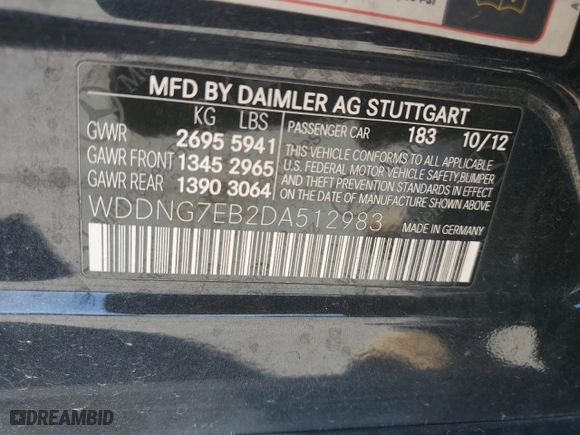 MFD BY DAIMLER AG STUTTGART
KG LBS
GVWR 2695 5941
GAWR FRONT 1345 2965
GAWR REAR 1390 3064
PASSENGER CAR 183 10/12
THIS VEHICLE CONFORMS TO ALL APPLICABLE
U.S. FEDERAL MOTOR VEHICLE SAFETY, BUMPER
AND THEFT PREVENTION STANDARDS IN EFFECT
ON THE DATE OF MANUFACTURE SHOWN ABOVE
WDDNG7EB2DA512983
MADE IN GERMANY
DREAMBID